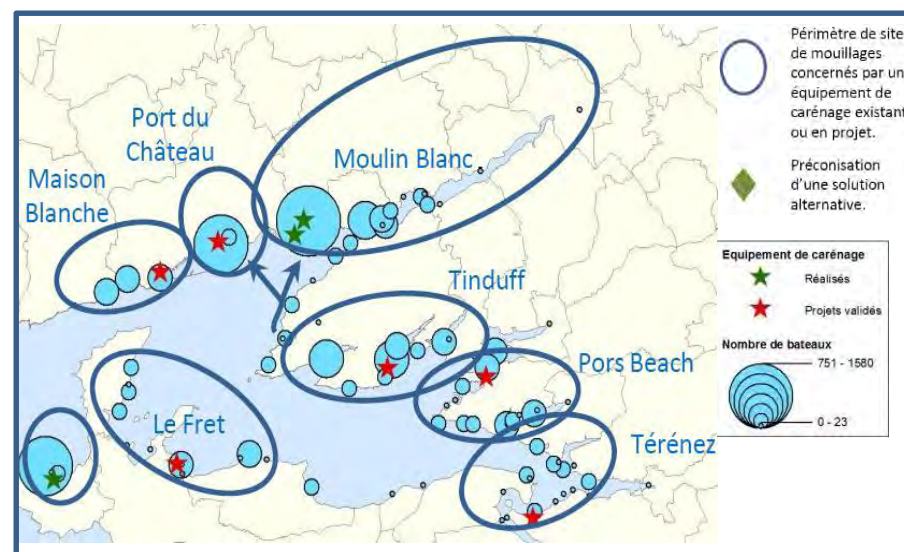 Port du
Château
Maison
Blanche
Moulin Blanc
Tinduff
Pors Beach
Le Fret
Térénez
Périmètre de site
de mouillages
concernés par un
équipement de
carénage existant
ou en projet.
Préconisation
d'une solution
alternative.
Equipement de carénage
Réalisés
Projets validés
Nombre de bateaux
751 - 1580
0 - 23